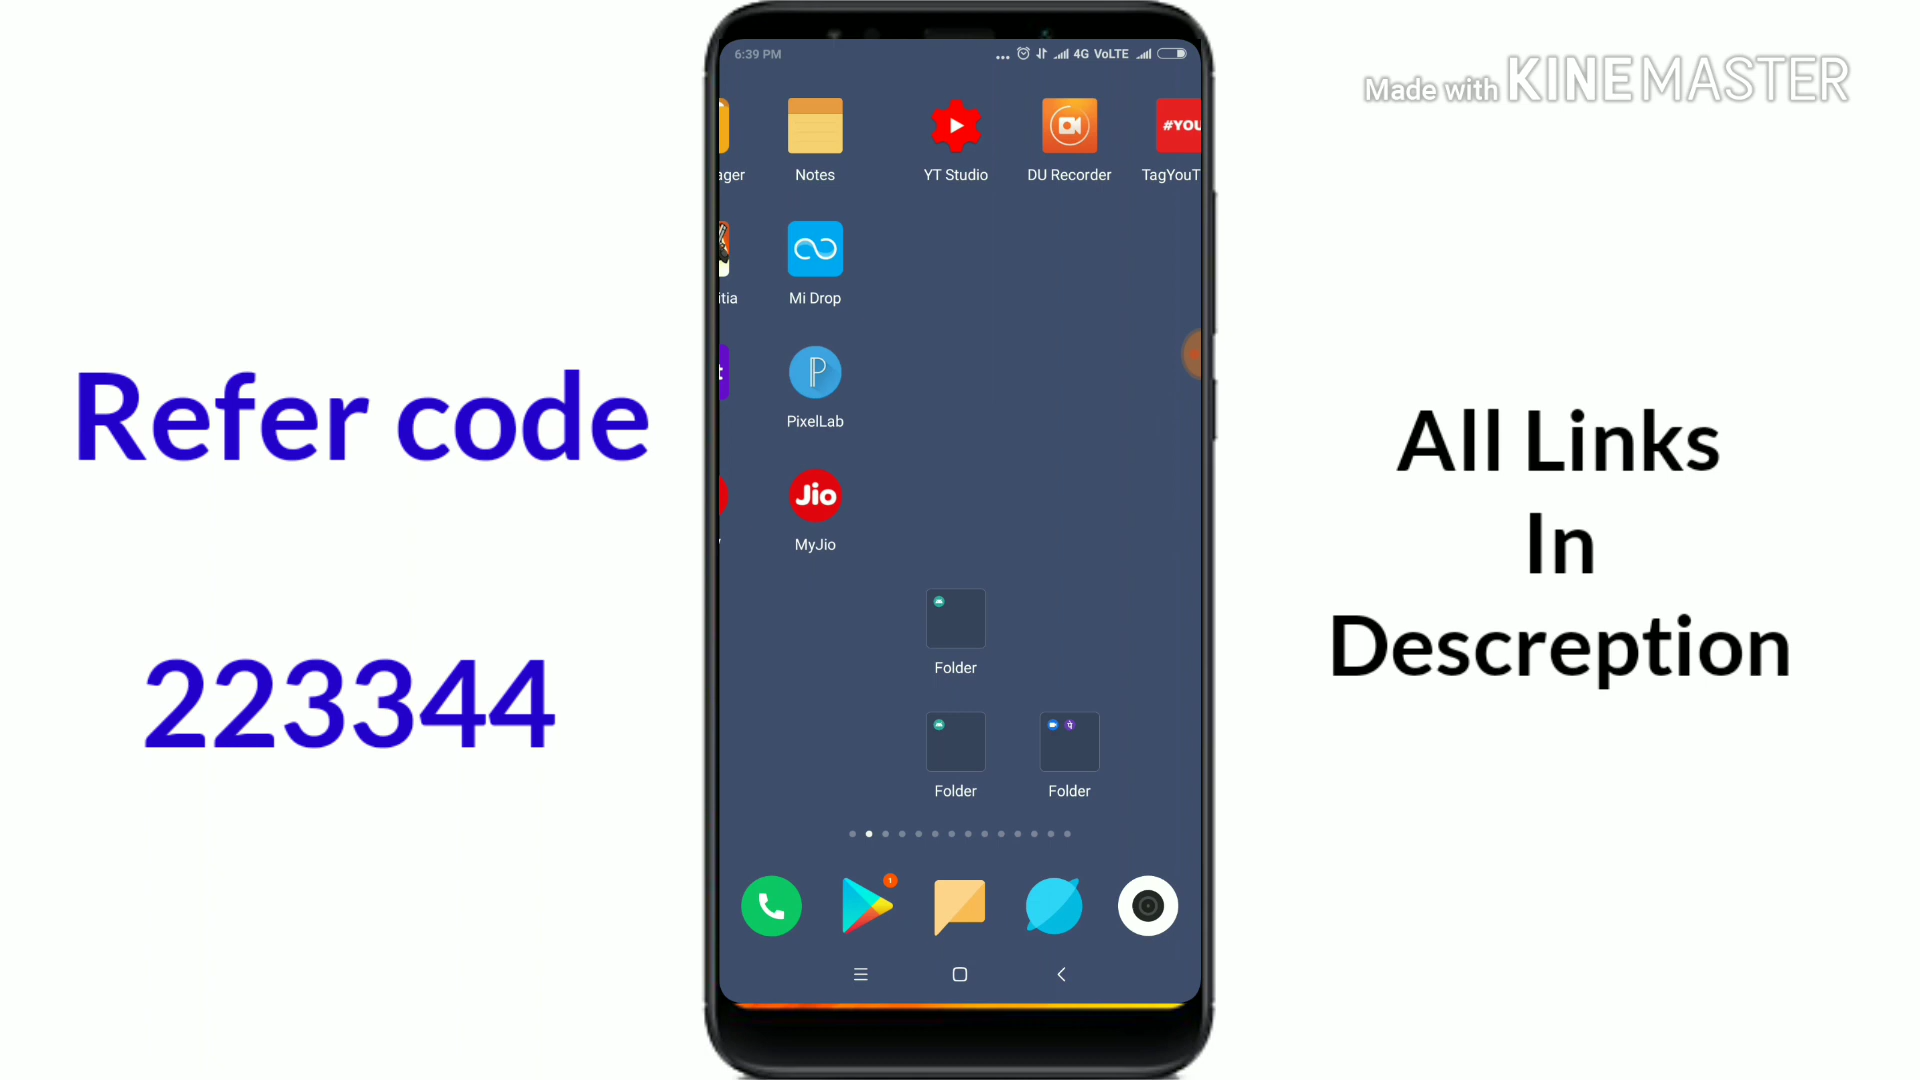 Made with KINEMASTER
6:39 PM
... 4G VoLTE
#YOU
ager
Notes
YT Studio
DU Recorder
TagYouT
itia
Mi Drop
t
P
PixelLab
Jio
MyJio
Folder
Folder
Folder
1
Refer code
223344
All Links
In
Descreption